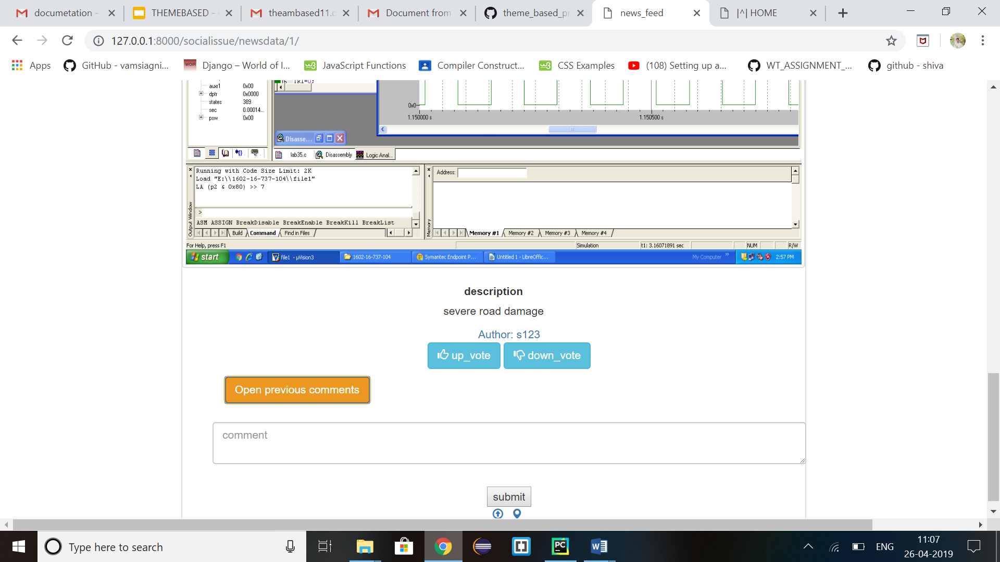 documetation -
THEMEBASED -
theambased11.c
Document from
theme_based_pr
news_feed
|^| HOME
127.0.0.1:8000/socialissue/newsdata/1/
Apps
GitHub - vamsiagni...
WOIR
Django – World of I...
JavaScript Functions
Compiler Construct...
CSS Examples
(108) Setting up a...
WT_ASSIGNMENT_...
github - shiva
auxr1 0x00
dptr 0x0000
states 389
sec 0.00014...
psw 0x00
IRI=0;
0x0
1.150000 s
1.150500 s
Disasse...
lab35.c
Disassembly
Logic Anal...
Running with Code Size Limit: 2K
Load "E:\\1602-16-737-104\\file1"
LA (p2 & 0x80) >> 7
>
ASM ASSIGN BreakDisable BreakEnable BreakKill BreakList
Output Window
Build
Command
Find in Files
Address:
Memory
Memory #1
Memory #2
Memory #3
Memory #4
For Help, press F1
Simulation
t1: 3.16071891 sec
NUM
R/W
start
file1 - µVision3
1602-16-737-104
Symantec Endpoint P...
Untitled 1 - LibreOffic...
My Computer
2:57 PM
description
severe road damage
Author: s123
up_vote
down_vote
Open previous comments
comment
submit
Type here to search
PC
ENG
11:07
26-04-2019